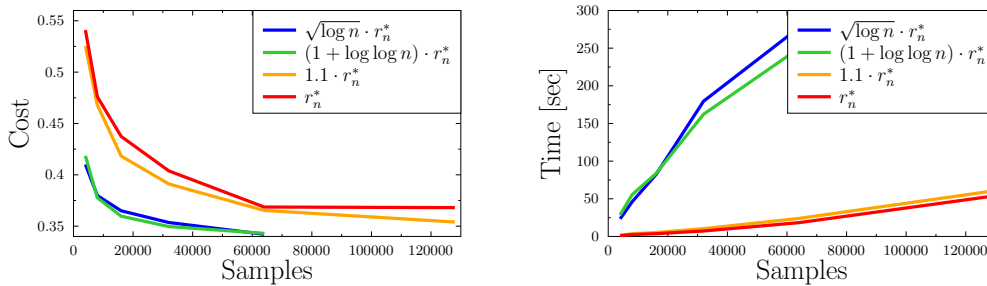 0.55
0.5
0.45
0.4
0.35
Cost
0 20000 40000 60000 80000 100000 120000
Samples
√log n · r*ₙ
(1 + log log n) · r*ₙ
1.1 · r*ₙ
r*ₙ
300
250
200
150
100
50
0
Time [sec]
0 20000 40000 60000 80000 100000 120000
Samples
√log n · r*ₙ
(1 + log log n) · r*ₙ
1.1 · r*ₙ
r*ₙ